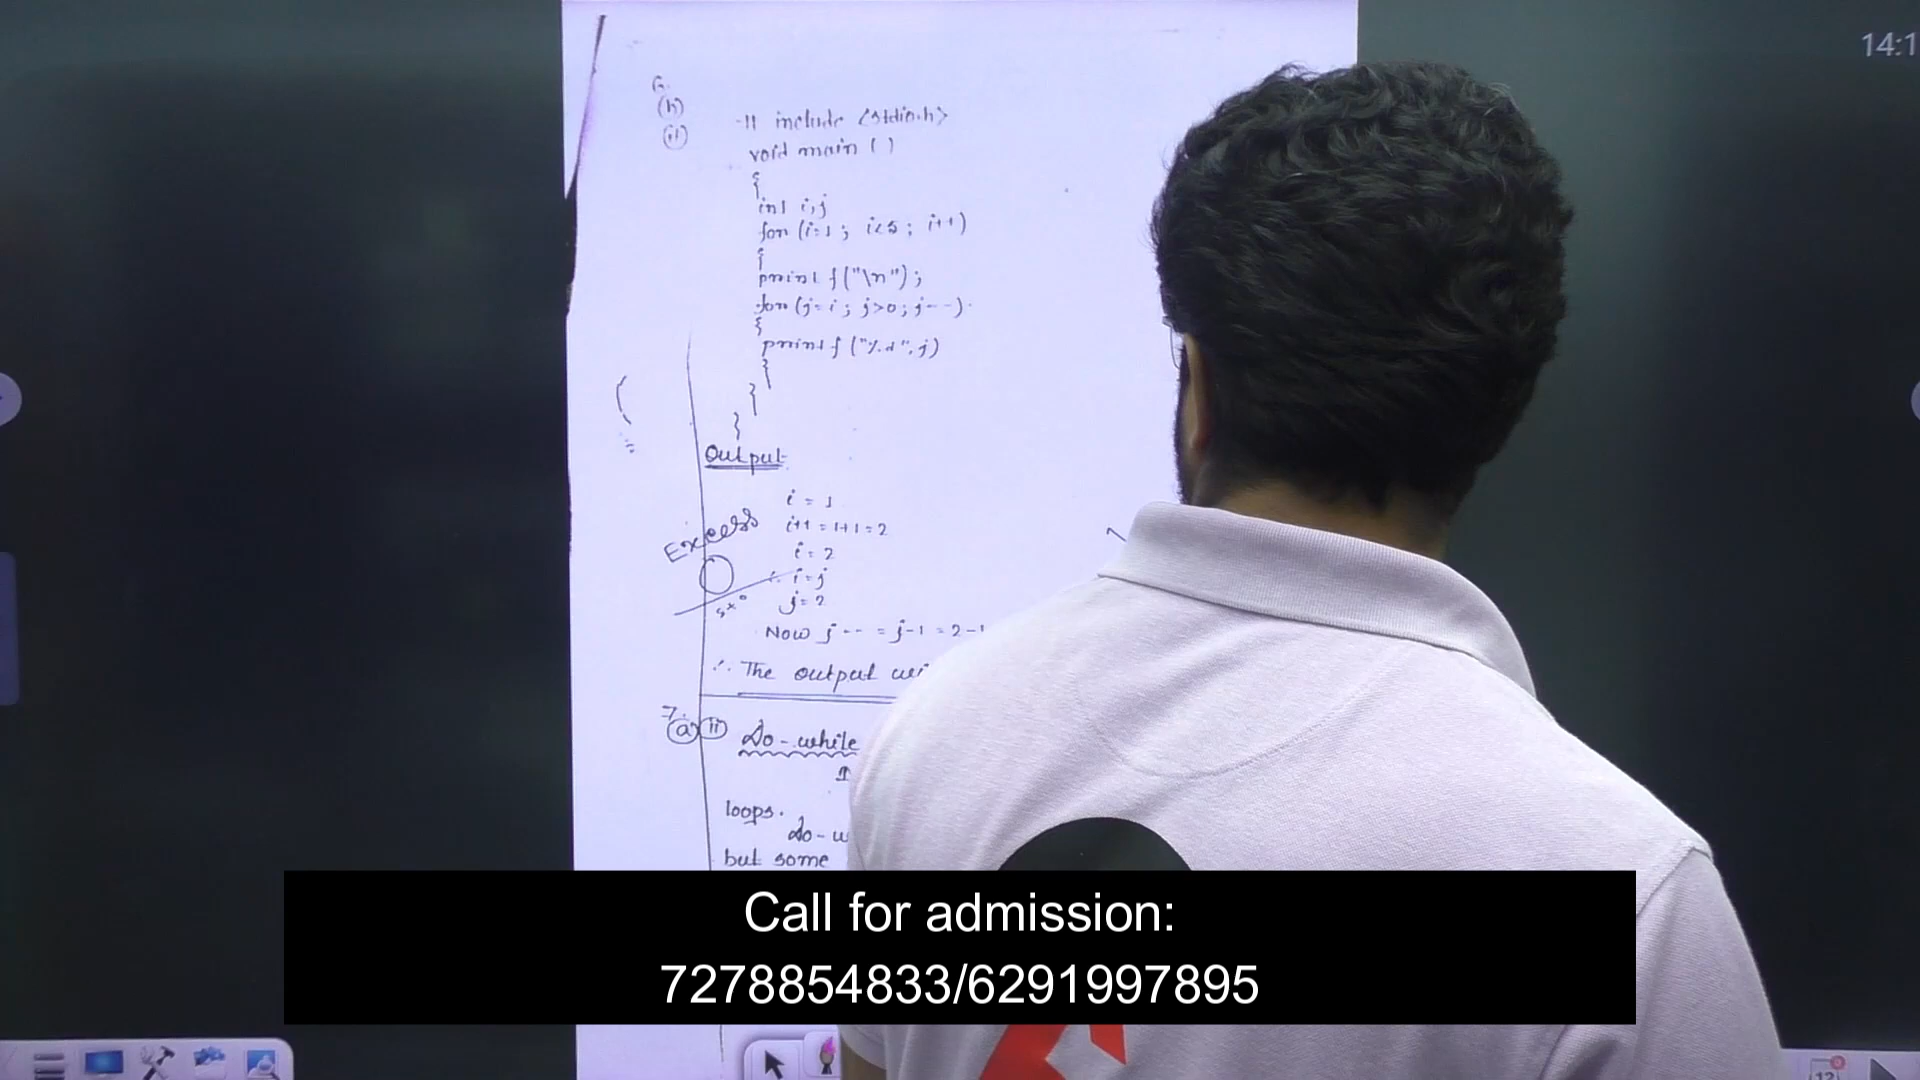 14:1
6.
(h)
(ii)
# include <stdio.h>
void main ( )
{
int i,j
for (i=1 ; i<5 ; i++)
{
printf("\n");
for (j=i ; j>0 ; j--)
{
printf ("%d", j)
}
}
}
Output
i = 1
i+1 = 1+1 = 2
Excess
i = 2
∴ i = j
j = 2
Now j-- = j-1 = 2-1
∴ The output
7.
(a) (ii) Do-while
loops.
but some
Call for admission:
7278854833/6291997895
12